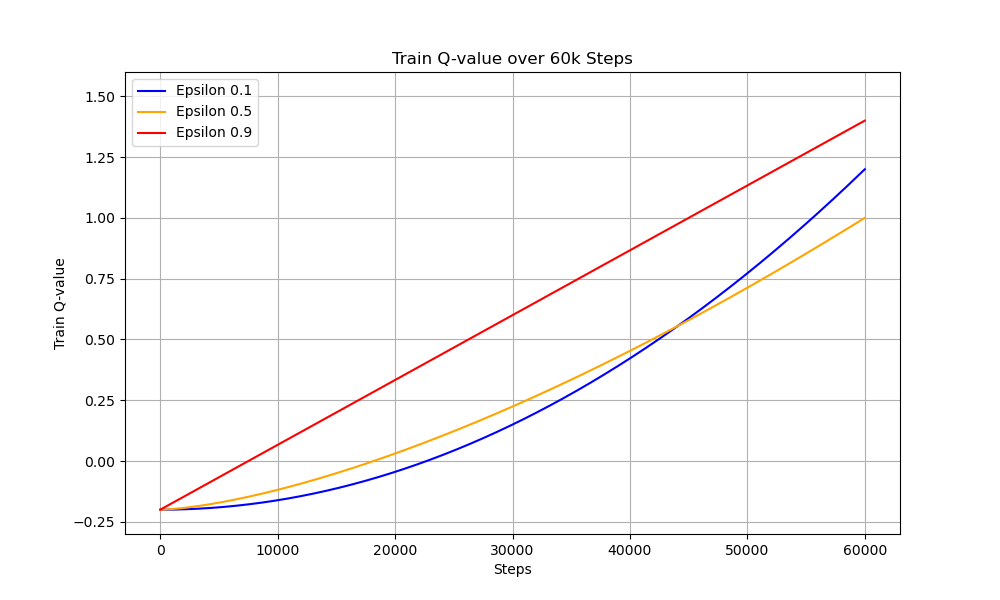 Train Q-value over 60k Steps
Epsilon 0.1
Epsilon 0.5
Epsilon 0.9
Train Q-value
1.50
1.25
1.00
0.75
0.50
0.25
0.00
−0.25
0 10000 20000 30000 40000 50000 60000
Steps